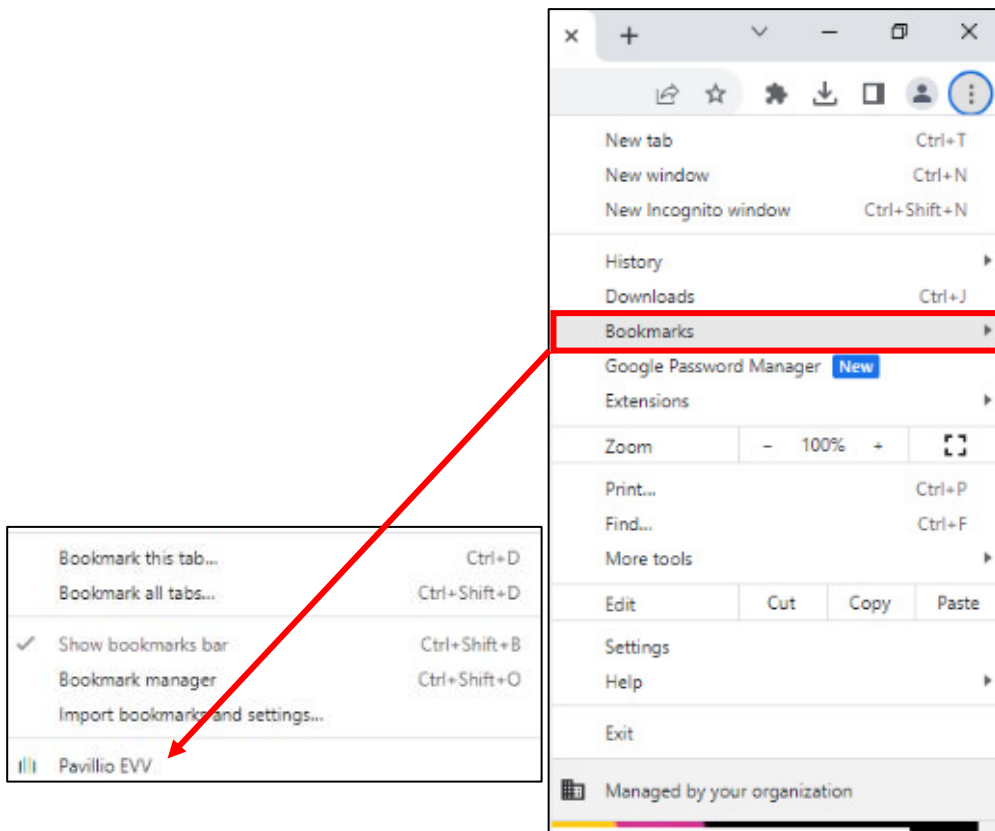 New tab Ctrl+T
New window Ctrl+N
New Incognito window Ctrl+Shift+N
History
Downloads Ctrl+J
Bookmarks
Google Password Manager New
Extensions
Zoom - 100% +
Print... Ctrl+P
Find... Ctrl+F
More tools
Edit Cut Copy Paste
Settings
Help
Exit
Managed by your organization
Bookmark this tab... Ctrl+D
Bookmark all tabs... Ctrl+Shift+D
Show bookmarks bar Ctrl+Shift+B
Bookmark manager Ctrl+Shift+O
Import bookmarks and settings...
Pavillio EVV